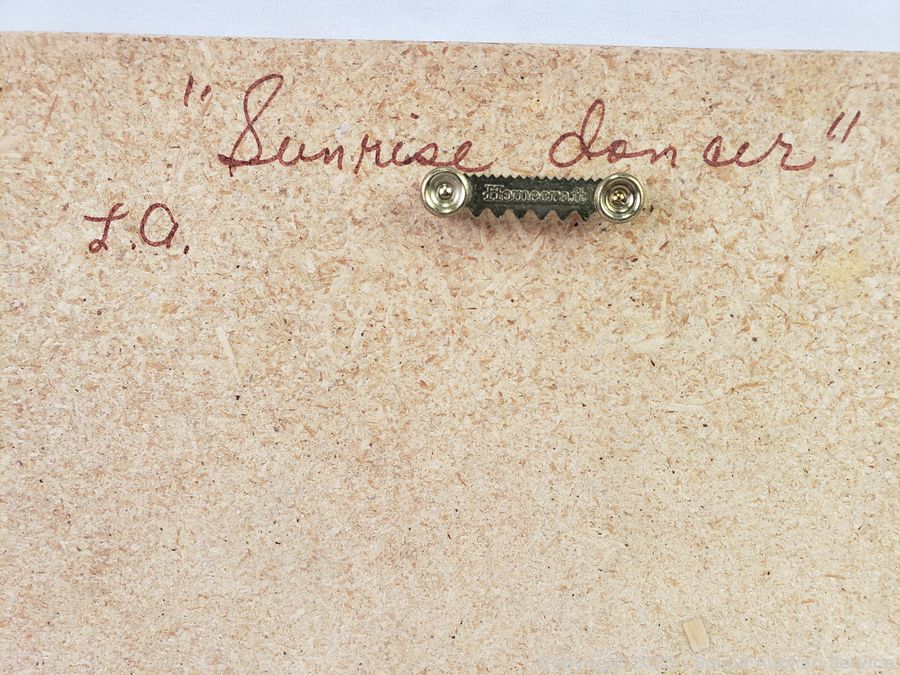 "Sunrise dancer"
Homecraft
L.A.